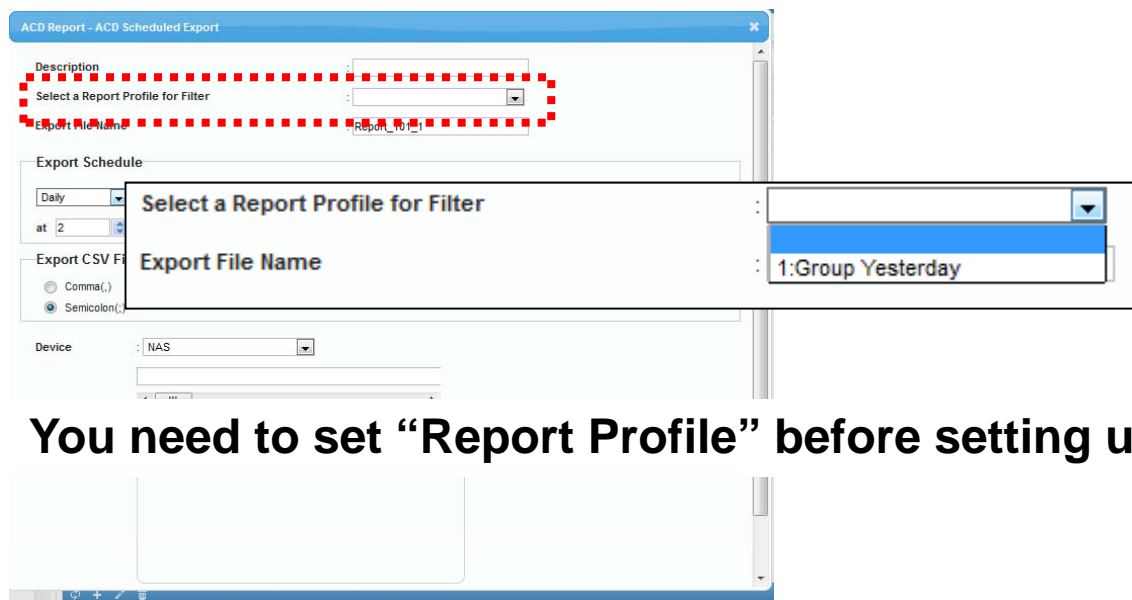 ACD Report - ACD Scheduled Export
Description :
Select a Report Profile for Filter :
Export File Name : Report_101_1
Export Schedule
Daily
at 2
Select a Report Profile for Filter :
1:Group Yesterday
Export File Name :
Export CSV Fi
Comma(,)
Semicolon(;)
Device : NAS
You need to set “Report Profile” before setting u